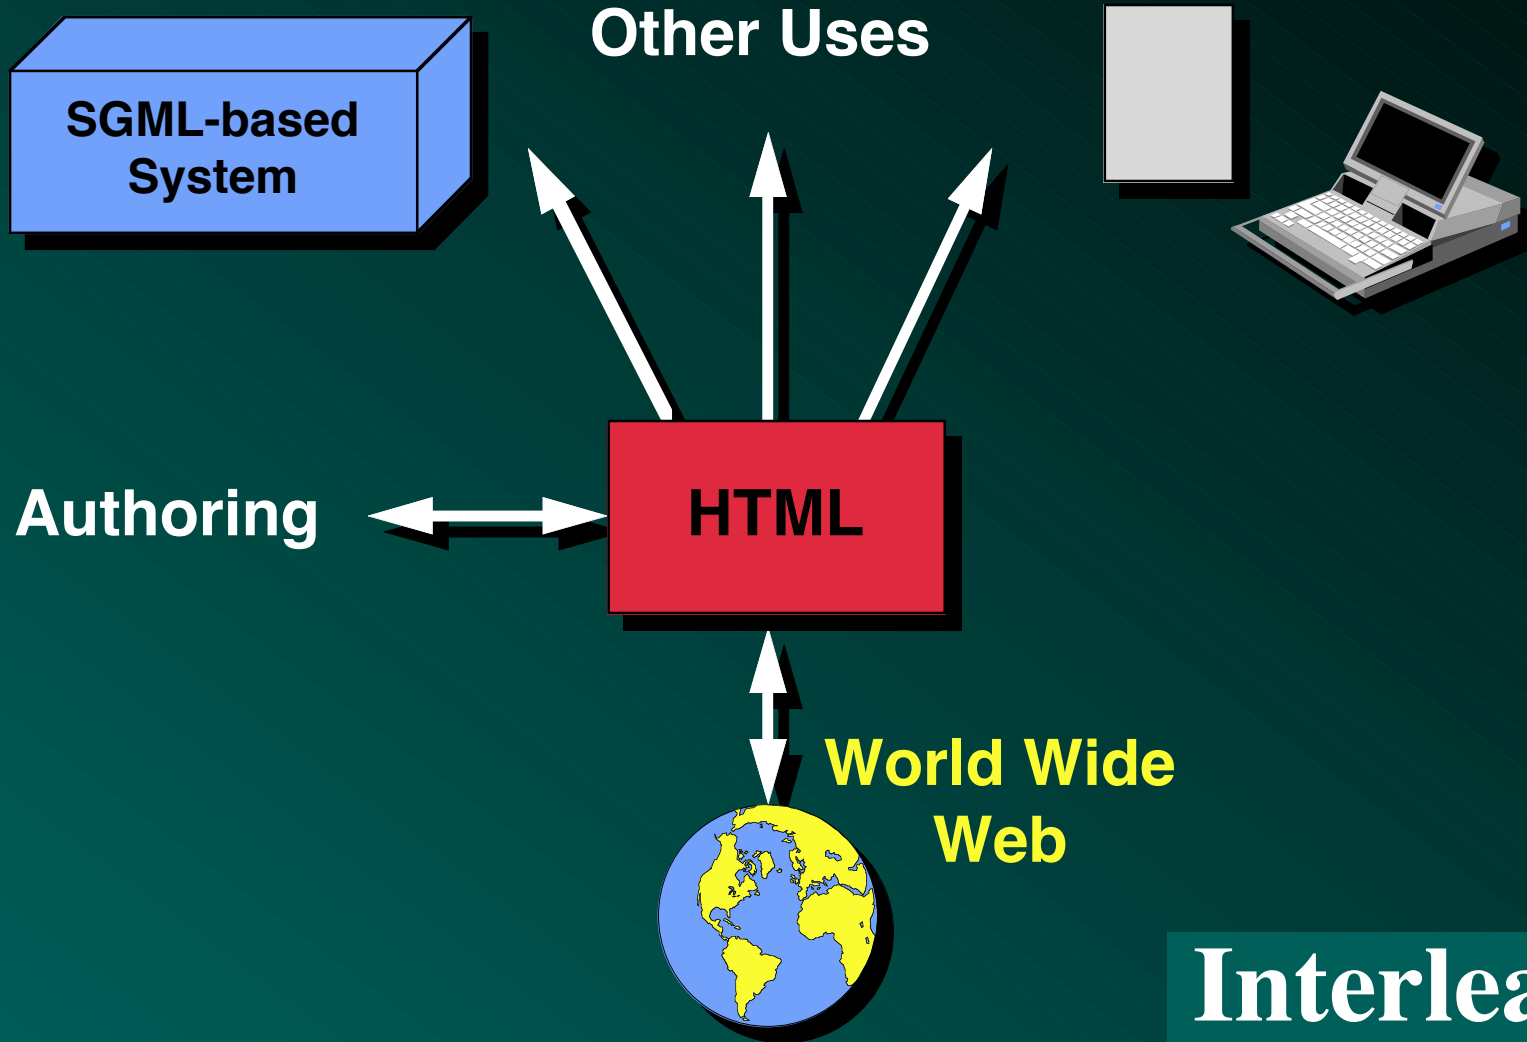 Other Uses
SGML-based
System
Authoring
HTML
World Wide
Web
Interlea